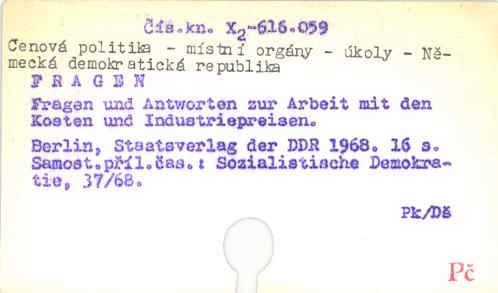 Čís.kn. X2-616.059
Cenová politika - místní orgány - úkoly - Ně-
mecká demokratická republika
F R A G E N
Fragen und Antworten zur Arbeit mit den
Kosten und Industriepreisen.
Berlin, Staatsverlag der DDR 1968. 16 s.
Samost.příl.čas.: Sozialistische Demokra-
tie, 37/68.
Pk/Dš
Pč